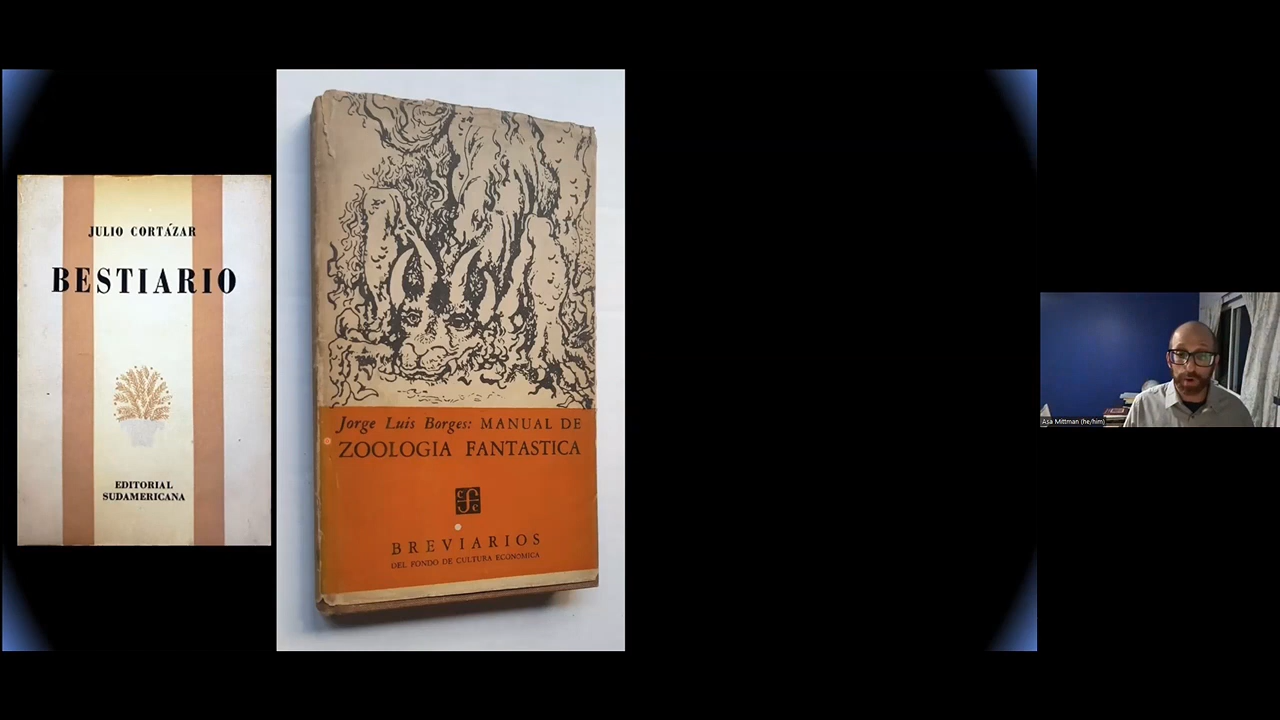 JULIO CORTÁZAR
BESTIARIO
EDITORIAL
SUDAMERICANA
Jorge Luis Borges: MANUAL DE
ZOOLOGIA FANTASTICA
cfe
BREVIARIOS
DEL FONDO DE CULTURA ECONOMICA
Asa Mittman (he/him)